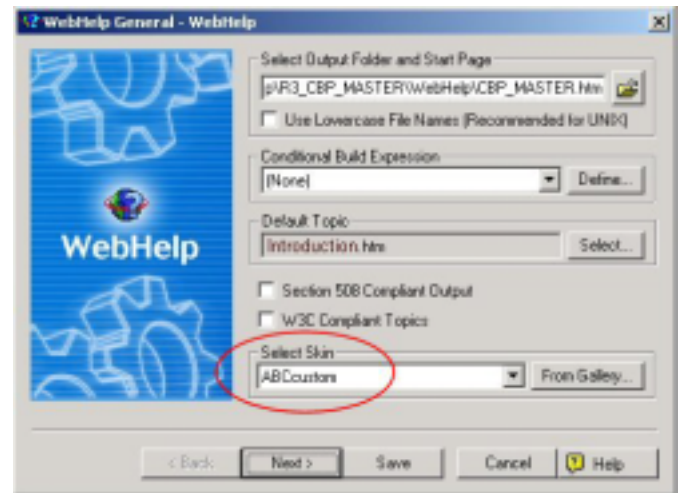 WebHelp General - WebHelp
Select Output Folder and Start Page
p\R3_CBP_MASTER\WebHelp\CBP_MASTER.htm
Use Lowercase File Names (Recommended for UNIX)
Conditional Build Expression
(None)
Define...
Default Topic
Introduction.htm
Select...
WebHelp
Section 508 Compliant Output
W3C Compliant Topics
Select Skin
ABCcustom
From Gallery...
< Back
Next >
Save
Cancel
Help